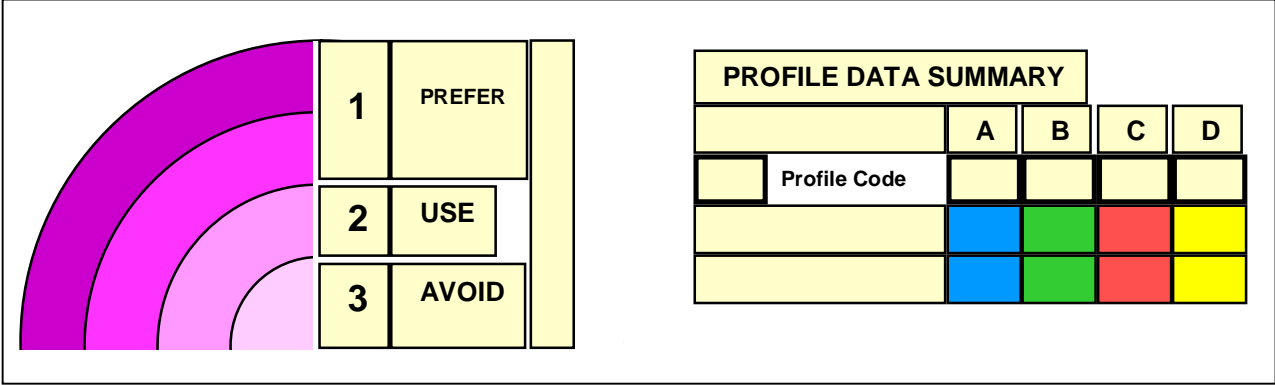 1 PREFER
2 USE
3 AVOID
PROFILE DATA SUMMARY
A B C D
Profile Code